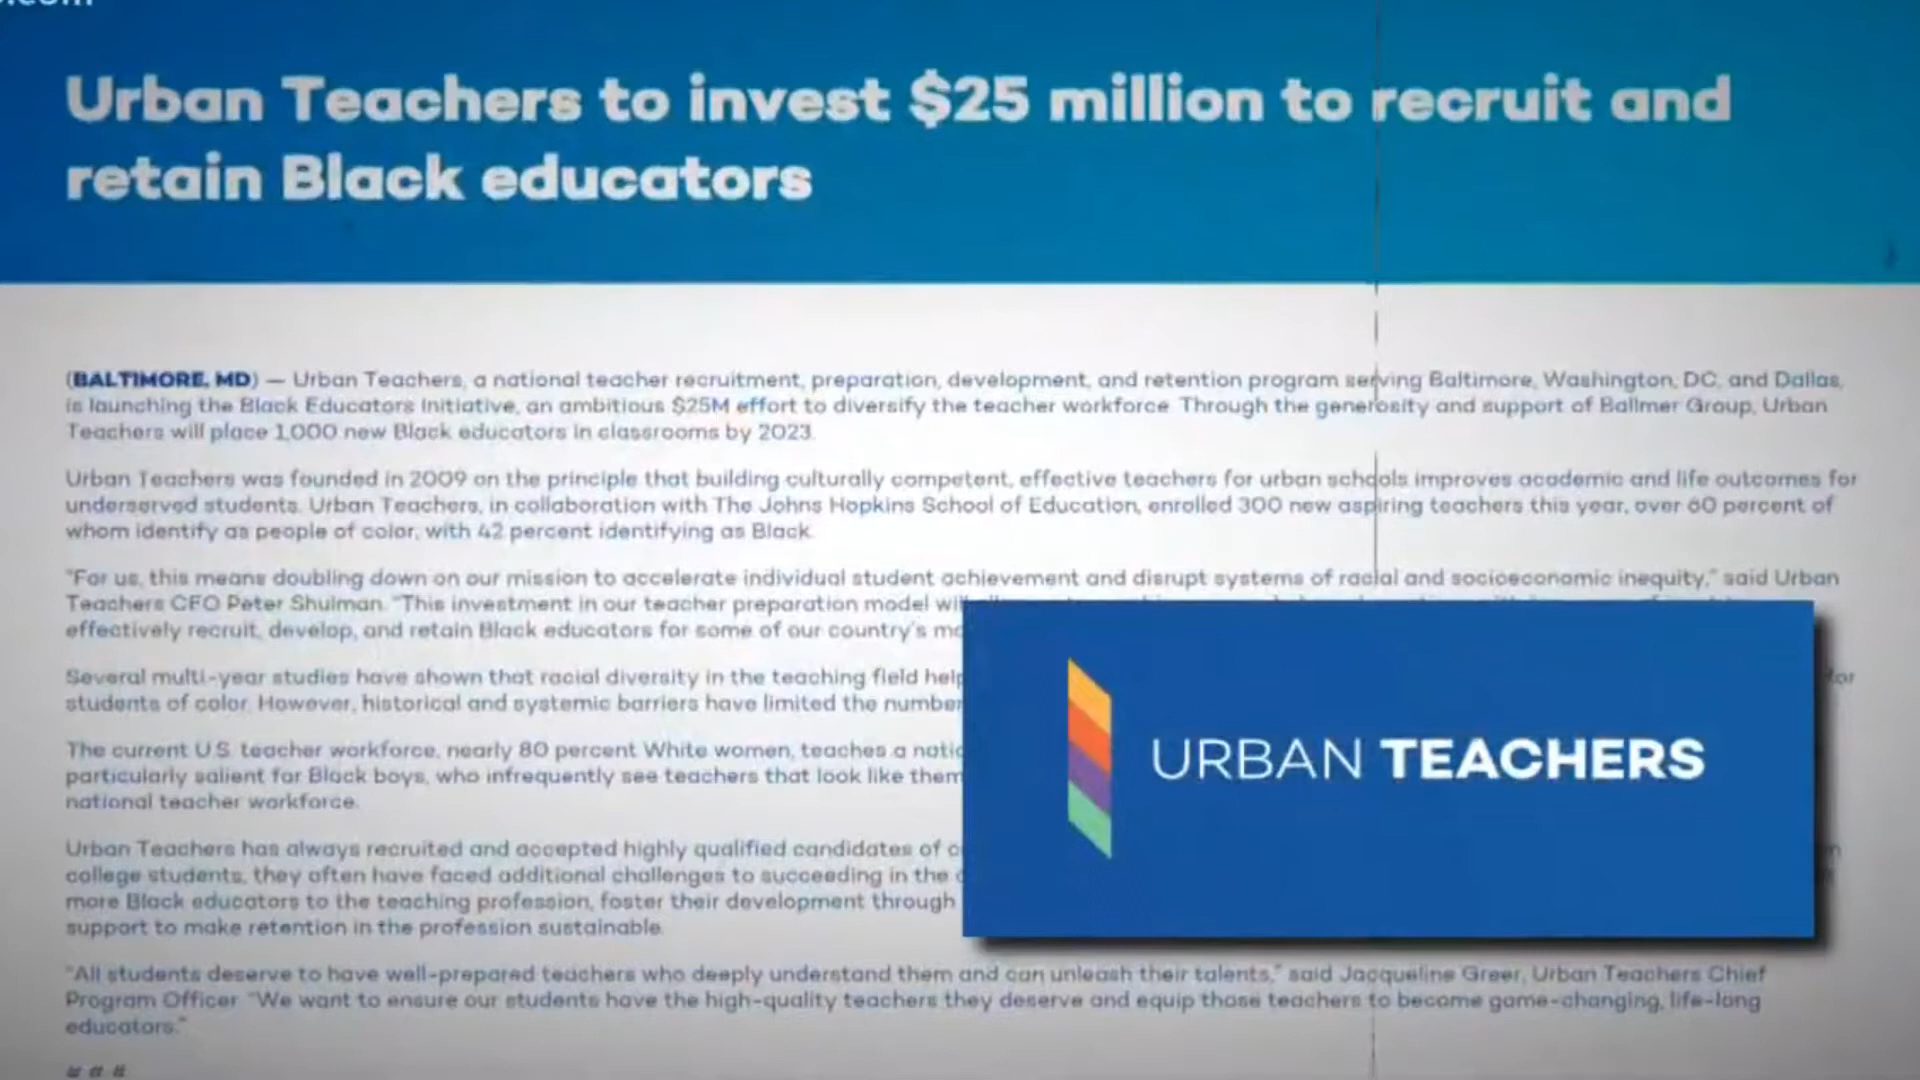 Urban Teachers to invest $25 million to recruit and
retain Black educators
(BALTIMORE, MD) — Urban Teachers, a national teacher recruitment, preparation, development, and retention program serving Baltimore, Washington, DC, and Dallas,
is launching the Black Educators Initiative, an ambitious $25M effort to diversify the teacher workforce. Through the generosity and support of Ballmer Group, Urban
Teachers will place 1,000 new Black educators in classrooms by 2023.
Urban Teachers was founded in 2009 on the principle that building culturally competent, effective teachers for urban schools improves academic and life outcomes for
underserved students. Urban Teachers, in collaboration with The Johns Hopkins School of Education, enrolled 300 new aspiring teachers this year, over 60 percent of
whom identify as people of color, with 42 percent identifying as Black.
"For us, this means doubling down on our mission to accelerate individual student achievement and disrupt systems of racial and socioeconomic inequity," said Urban
Teachers CFO Peter Shulman. "This investment in our teacher preparation model will
effectively recruit, develop, and retain Black educators for some of our country's
Several multi-year studies have shown that racial diversity in the teaching field for
students of color. However, historical and systemic barriers have limited the number
The current U.S. teacher workforce, nearly 80 percent White women, teaches a
particularly salient for Black boys, who infrequently see teachers that look like them
national teacher workforce.
Urban Teachers has always recruited and accepted highly qualified candidates of
college students, they often have faced additional challenges to succeeding in the
more Black educators to the teaching profession, foster their development through
support to make retention in the profession sustainable.
"All students deserve to have well-prepared teachers who deeply understand them and can unleash their talents," said Jacqueline Greer, Urban Teachers Chief
Program Officer. "We want to ensure our students have the high-quality teachers they deserve and equip those teachers to become game-changing, life-long
educators."
# # #
URBAN TEACHERS